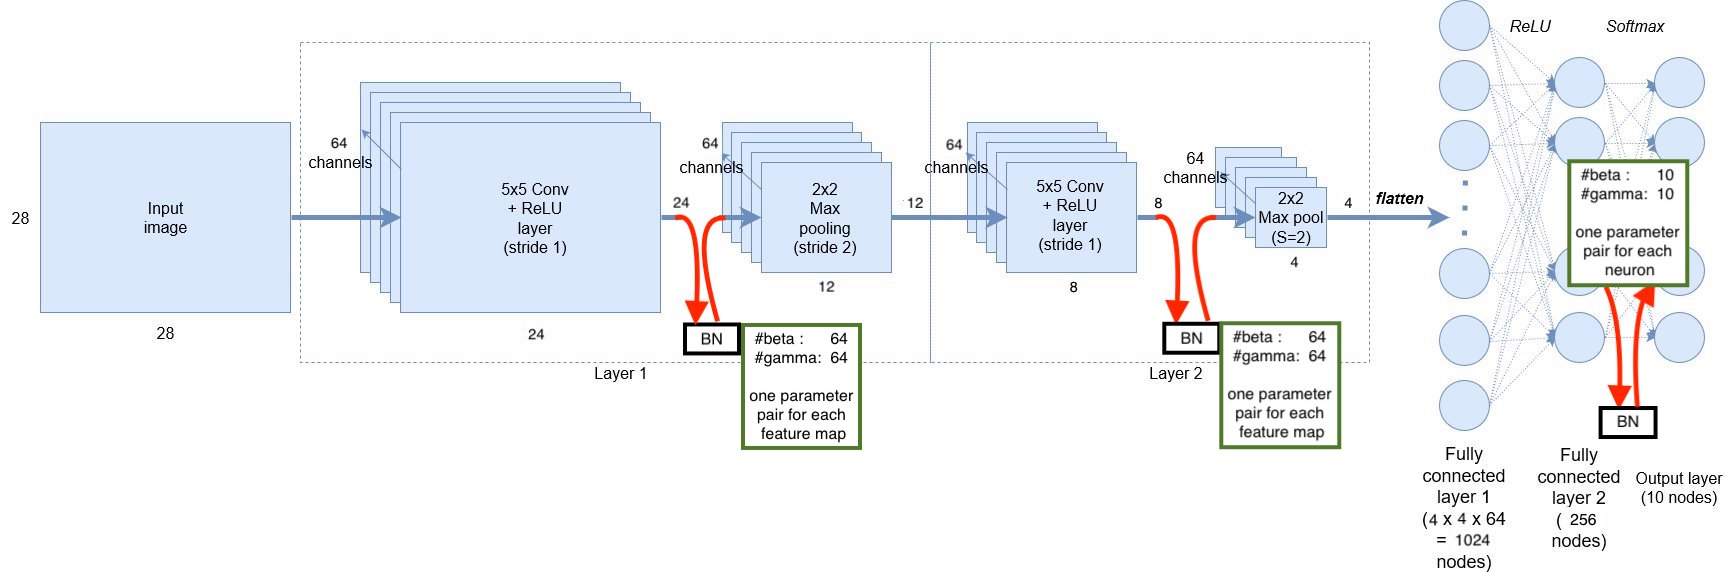 28
Input
image
28
64
channels
5x5 Conv
+ ReLU
layer
(stride 1)
24
24
BN
#beta : 64
#gamma: 64
one parameter
pair for each
feature map
64
channels
2x2
Max
pooling
(stride 2)
12
12
Layer 1
64
channels
5x5 Conv
+ ReLU
layer
(stride 1)
8
8
BN
#beta : 64
#gamma: 64
one parameter
pair for each
feature map
64
channels
2x2
Max pool
(S=2)
4
4
Layer 2
flatten
ReLU
Softmax
#beta : 10
#gamma: 10
one parameter
pair for each
neuron
BN
Fully
connected
layer 1
(4 x 4 x 64
= 1024
nodes)
Fully
connected
layer 2
( 256
nodes)
Output layer
(10 nodes)